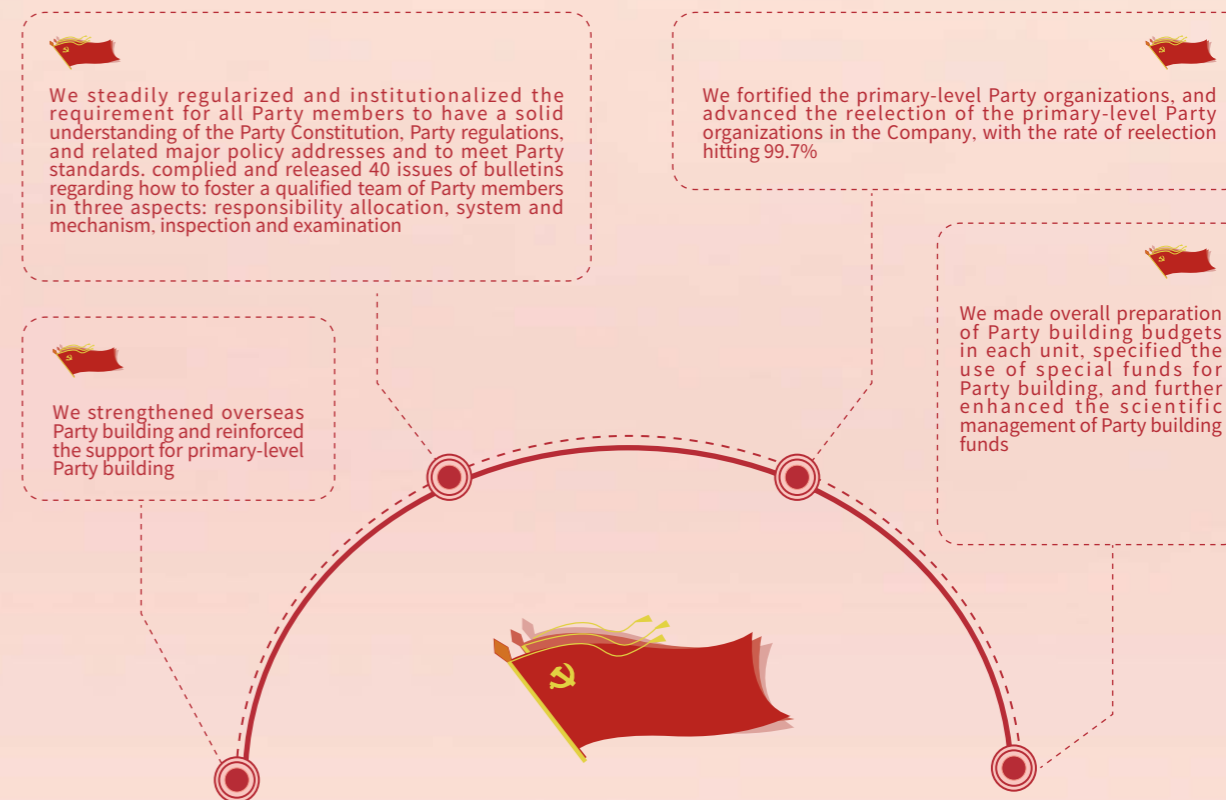 We steadily regularized and institutionalized the
requirement for all Party members to have a solid
understanding of the Party Constitution, Party regulations,
and related major policy addresses and to meet Party
standards. complied and released 40 issues of bulletins
regarding how to foster a qualified team of Party members
in three aspects: responsibility allocation, system and
mechanism, inspection and examination
We fortified the primary-level Party organizations, and
advanced the reelection of the primary-level Party
organizations in the Company, with the rate of reelection
hitting 99.7%
We strengthened overseas
Party building and reinforced
the support for primary-level
Party building
We made overall preparation
of Party building budgets
in each unit, specified the
use of special funds for
Party building, and further
enhanced the scientific
management of Party building
funds